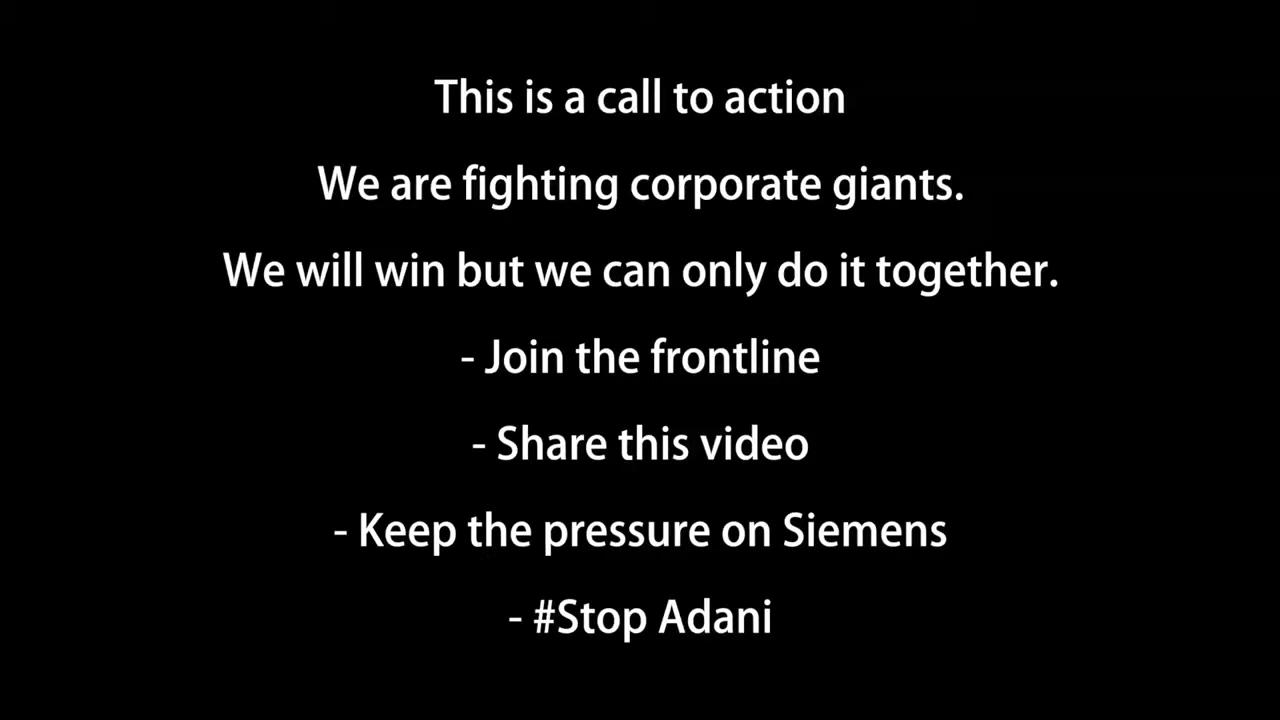 This is a call to action
We are fighting corporate giants.
We will win but we can only do it together.
- Join the frontline
- Share this video
- Keep the pressure on Siemens
- #Stop Adani